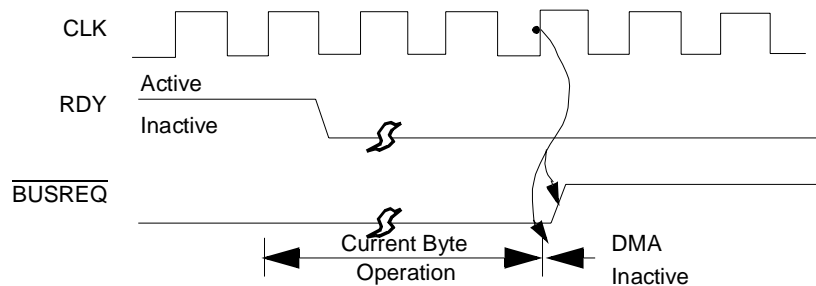 CLK
Active
RDY
Inactive
BUSREQ
Current Byte
Operation
DMA
Inactive